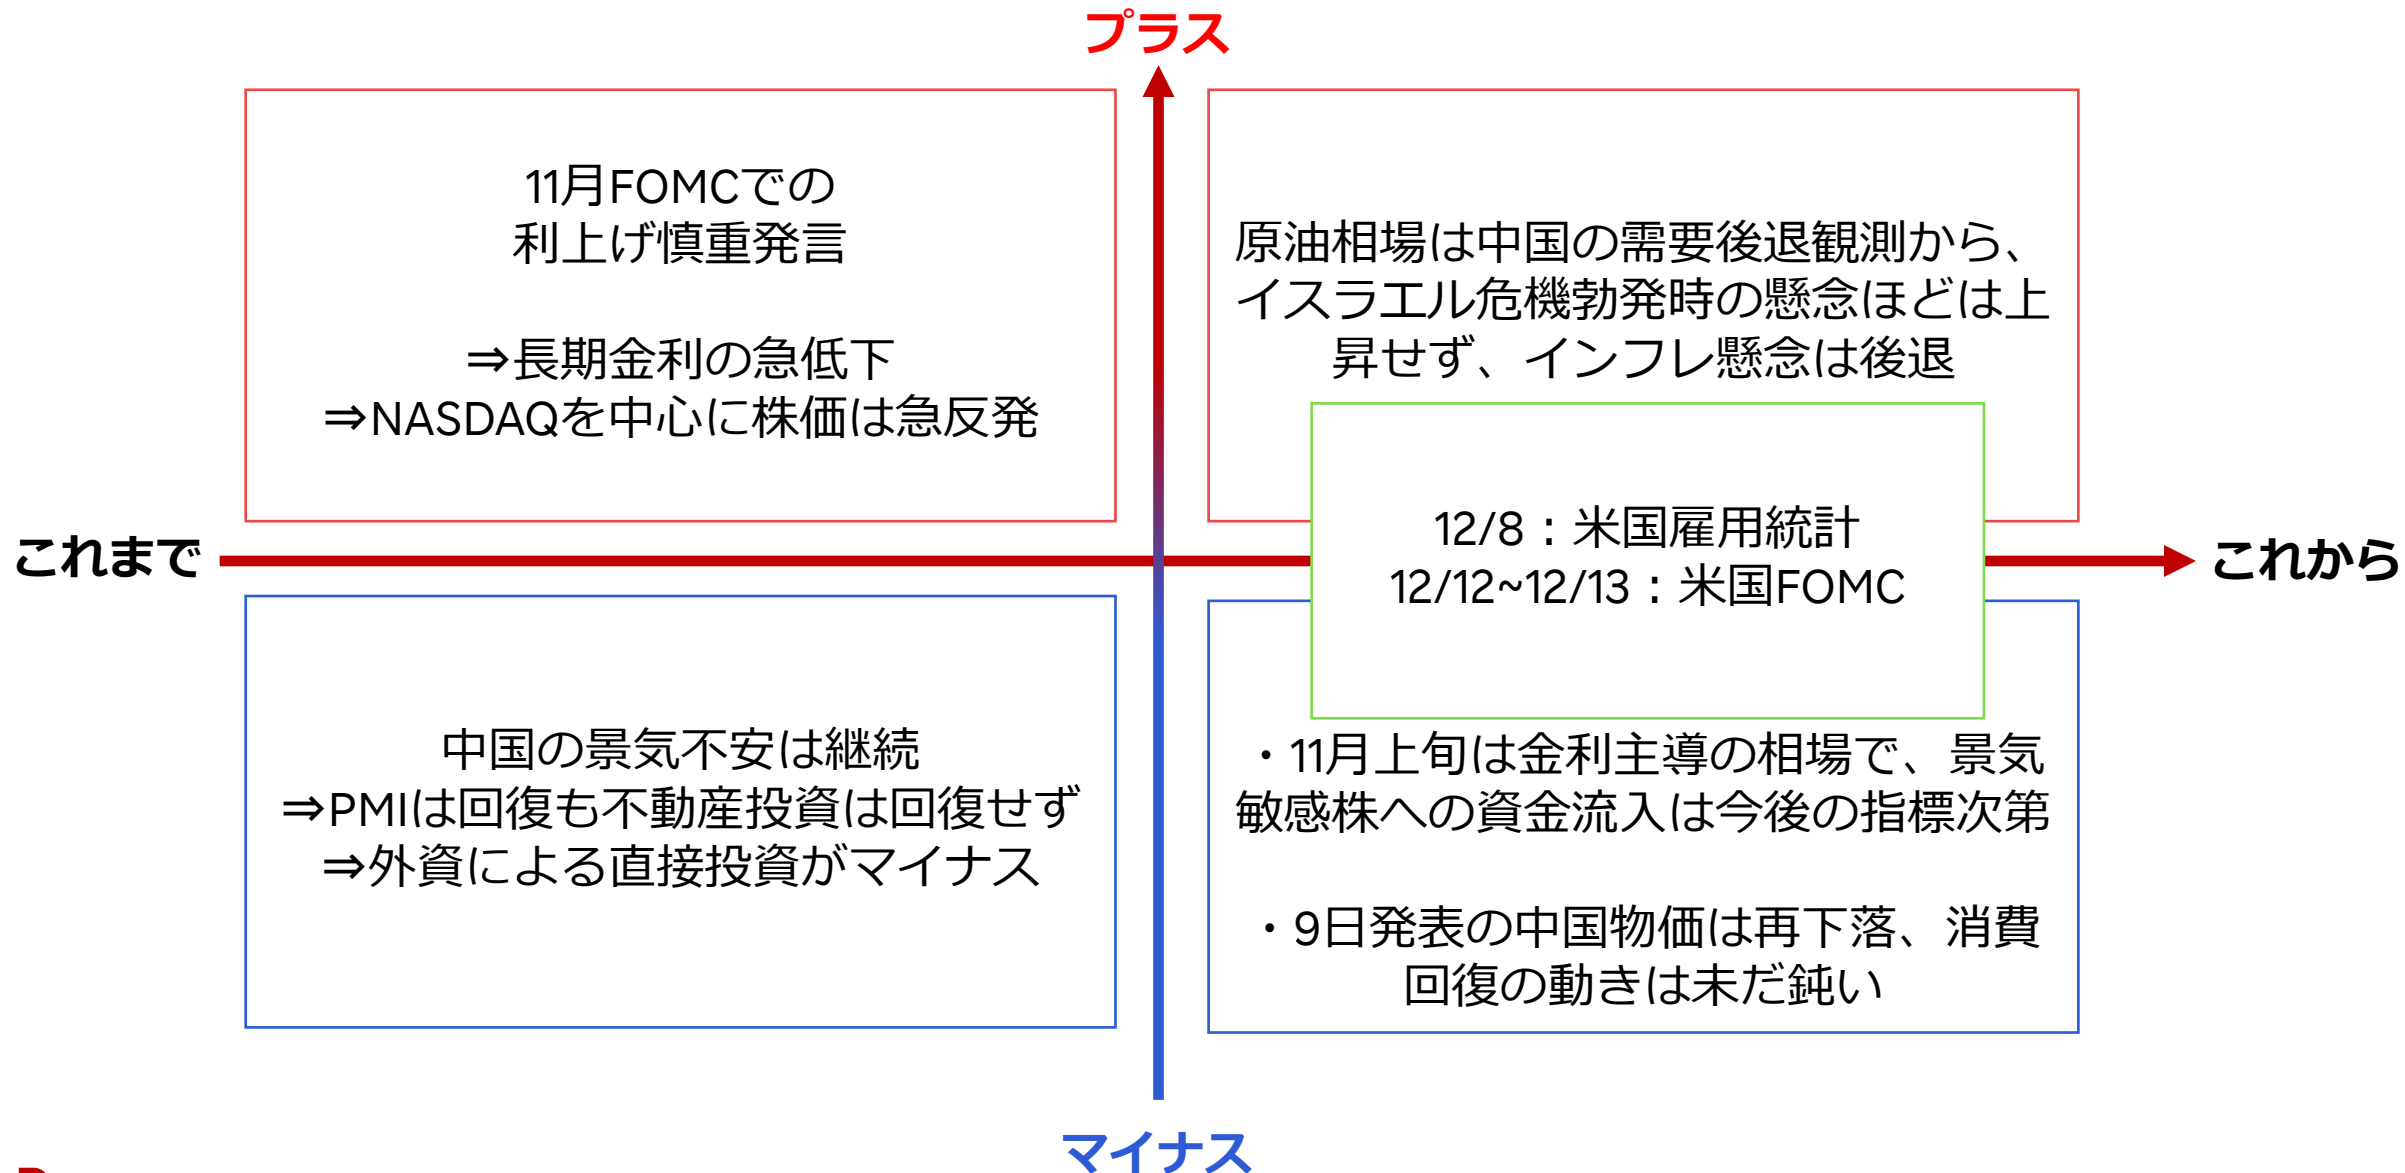 プラス
11月FOMCでの
利上げ慎重発言
⇒長期金利の急低下
⇒NASDAQを中心に株価は急反発
原油相場は中国の需要後退観測から、
イスラエル危機勃発時の懸念ほどは上
昇せず、インフレ懸念は後退
12/8：米国雇用統計
12/12~12/13：米国FOMC
これまで
これから
中国の景気不安は継続
⇒PMIは回復も不動産投資は回復せず
⇒外資による直接投資がマイナス
・11月上旬は金利主導の相場で、景気
敏感株への資金流入は今後の指標次第
・9日発表の中国物価は再下落、消費
回復の動きは未だ鈍い
マイナス